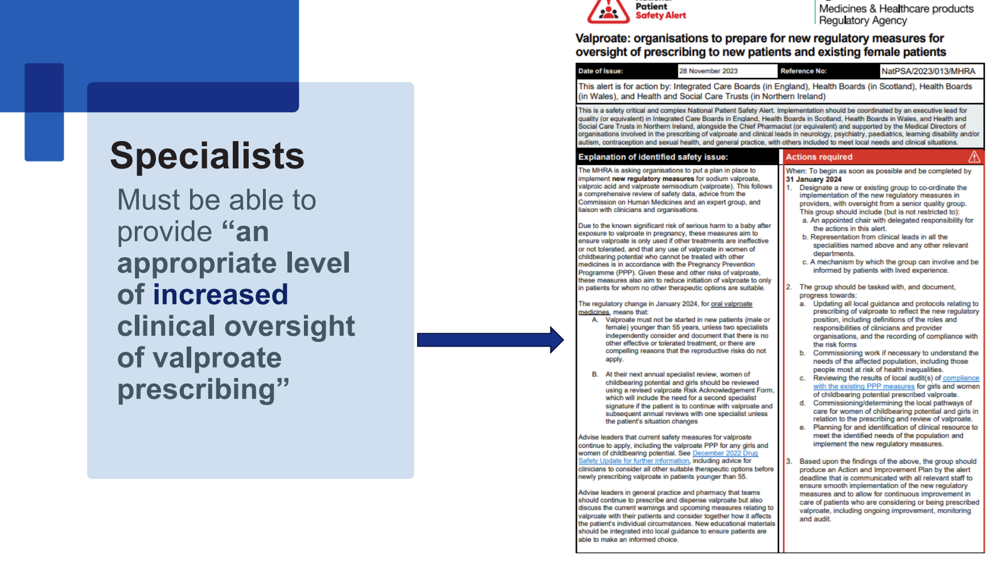 Specialists
Must be able to
provide “an
appropriate level
of increased
clinical oversight
of valproate
prescribing”
Patient
Safety Alert
Medicines & Healthcare products
Regulatory Agency
Valproate: organisations to prepare for new regulatory measures for
oversight of prescribing to new patients and existing female patients
Date of Issue: 28 November 2023 Reference No: NatPSA/2023/013/MHRA
This alert is for action by: Integrated Care Boards (in England), Health Boards (in Scotland), Health Boards
(in Wales), and Health and Social Care Trusts (in Northern Ireland)
This is a safety critical and complex National Patient Safety Alert. Implementation should be coordinated by an executive lead for
quality (or equivalent) in Integrated Care Boards in England, Health Boards in Scotland, Health Boards in Wales, and Health and
Social Care Trusts in Northern Ireland, alongside the Chief Pharmacist (or equivalent) and supported by the Medical Directors of
organisations involved in the prescribing of valproate and clinical leads in neurology, psychiatry, paediatrics, learning disability and/or
autism, contraception and sexual health, and general practice, with others included to meet local needs and clinical situations.
Explanation of identified safety issue:
The MHRA is asking organisations to put a plan in place to
implement new regulatory measures for sodium valproate,
valproic acid and valproate semisodium (valproate). This follows
a comprehensive review of safety data, advice from the
Commission on Human Medicines and an expert group, and
liaison with clinicians and organisations.
Due to the known significant risk of serious harm to a baby after
exposure to valproate in pregnancy, these measures aim to
ensure valproate is only used if other treatments are ineffective
or not tolerated, and that any use of valproate in women of
childbearing potential who cannot be treated with other
medicines is in accordance with the Pregnancy Prevention
Programme (PPP). Given these and other risks of valproate,
these measures also aim to reduce initiation of valproate to only
in patients for whom no other therapeutic options are suitable.
The regulatory change in January 2024, for oral valproate
medicines, means that:
A. Valproate must not be started in new patients (male or
female) younger than 55 years, unless two specialists
independently consider and document that there is no
other effective or tolerated treatment, or there are
compelling reasons that the reproductive risks do not
apply.
B. At their next annual specialist review, women of
childbearing potential and girls should be reviewed
using a revised valproate Risk Acknowledgement Form,
which will include the need for a second specialist
signature if the patient is to continue with valproate and
subsequent annual reviews with one specialist unless
the patient's situation changes
Advise leaders that current safety measures for valproate
continue to apply, including the valproate PPP for any girls and
women of childbearing potential. See December 2022 Drug
Safety Update for further information, including advice for
clinicians to consider all other suitable therapeutic options before
newly prescribing valproate in patients younger than 55.
Advise leaders in general practice and pharmacy that teams
should continue to prescribe and dispense valproate but also
discuss the current warnings and upcoming measures relating to
valproate with their patients and consider together how it affects
the patient's individual circumstances. New educational materials
should be integrated into local guidance to ensure patients are
able to make an informed choice.
Actions required
When: To begin as soon as possible and be completed by
31 January 2024
1. Designate a new or existing group to co-ordinate the
implementation of the new regulatory measures in
providers, with oversight from a senior quality group.
This group should include (but is not restricted to):
a. An appointed chair with delegated responsibility for
the actions in this alert.
b. Representation from clinical leads in all the
specialities named above and any other relevant
departments.
c. A mechanism by which the group can involve and be
informed by patients with lived experience.
2. The group should be tasked with, and document,
progress towards:
a. Updating all local guidance and protocols relating to
prescribing of valproate to reflect the new regulatory
position, including definitions of the roles and
responsibilities of clinicians and provider
organisations, and the recording of compliance with
the risk forms
b. Commissioning work if necessary to understand the
needs of the affected population, including those
people most at risk of health inequalities.
c. Reviewing the results of local audit(s) of compliance
with the existing PPP measures for girls and women
of childbearing potential prescribed valproate.
d. Commissioning/determining the local pathways of
care for women of childbearing potential and girls in
relation to the prescribing and review of valproate.
e. Planning for and identification of clinical resource to
meet the identified needs of the population and
implement the new regulatory measures.
3. Based upon the findings of the above, the group should
produce an Action and Improvement Plan by the alert
deadline that is communicated with all relevant staff to
ensure smooth implementation of the new regulatory
measures and to allow for continuous improvement in
care of patients who are considering or being prescribed
valproate, including ongoing improvement, monitoring
and audit.